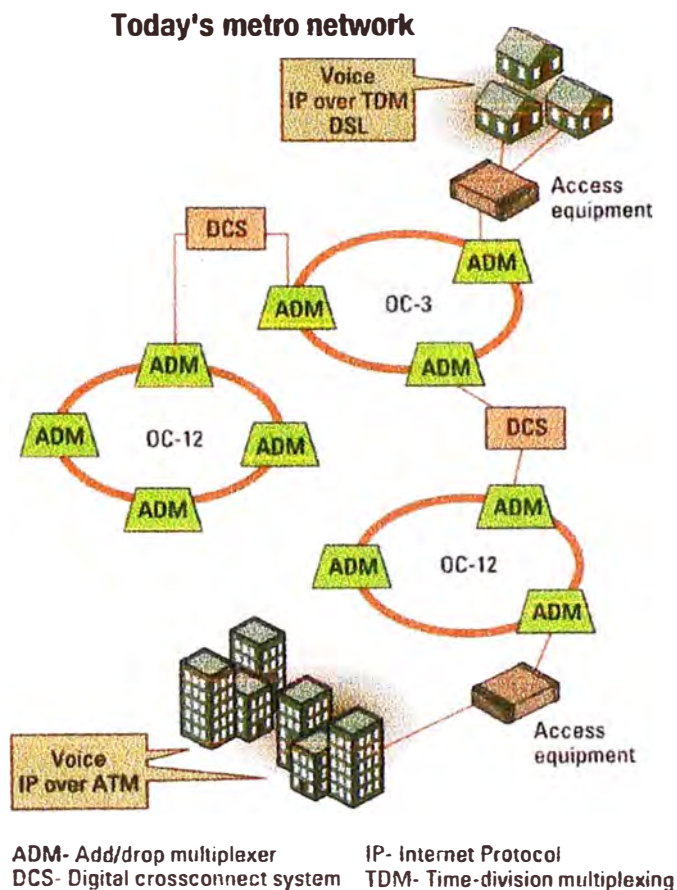 Today's metro network
Voice
IP over TDM
DSL
Access
equipment
DCS
ADM
ADM
OC-3
ADM
ADM
ADM
OC-12
ADM
ADM
DCS
ADM
ADM
OC-12
ADM
Access
equipment
Voice
IP over ATM
ADM- Add/drop multiplexer
IP- Internet Protocol
DCS- Digital crossconnect system
TDM- Time-division multiplexing